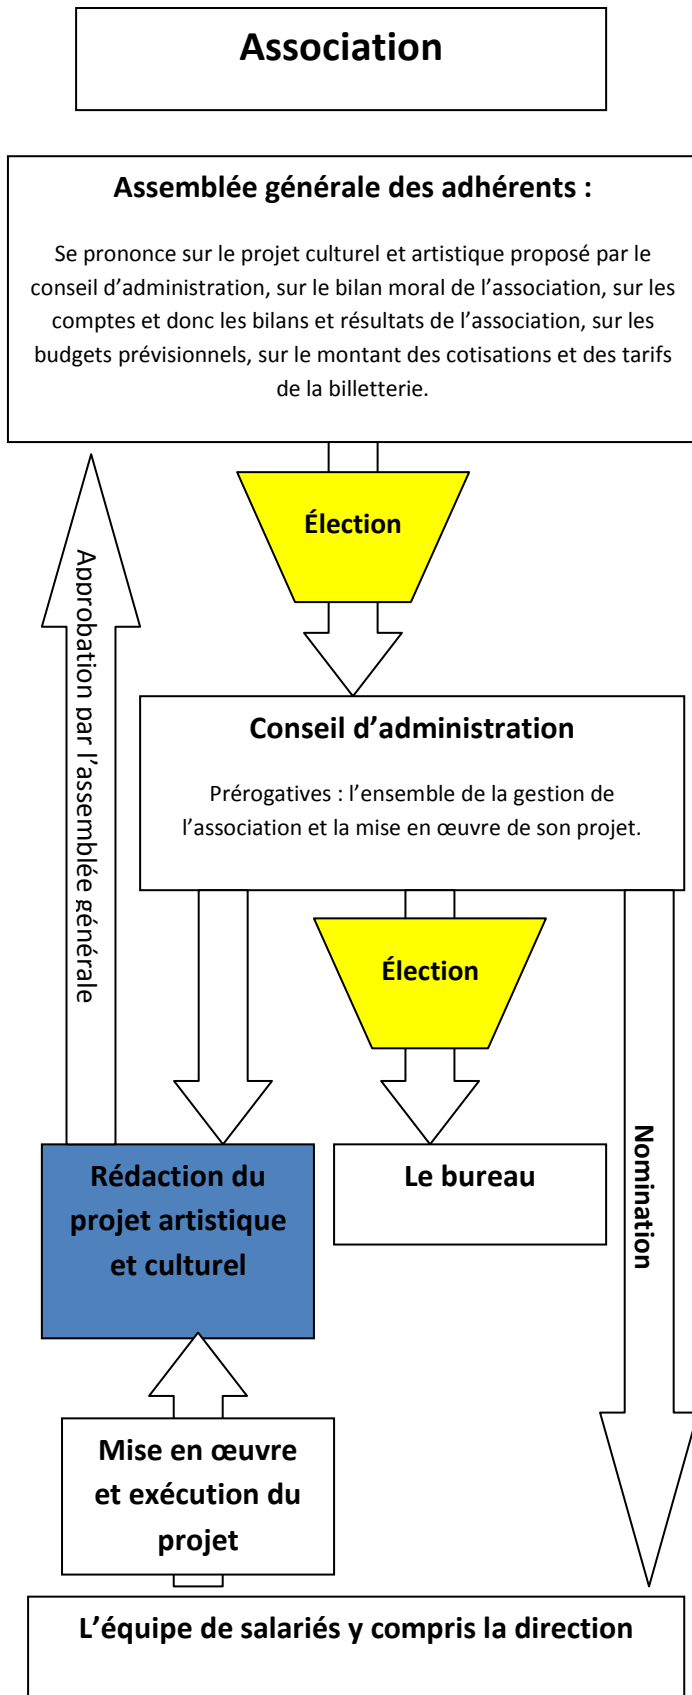 Association
Assemblée générale des adhérents :
Se prononce sur le projet culturel et artistique proposé par le
conseil d’administration, sur le bilan moral de l’association, sur les
comptes et donc les bilans et résultats de l’association, sur les
budgets prévisionnels, sur le montant des cotisations et des tarifs
de la billetterie.
Élection
Approbation par l’assemblée générale
Conseil d’administration
Prérogatives : l’ensemble de la gestion de
l’association et la mise en œuvre de son projet.
Élection
Nomination
Rédaction du
projet artistique
et culturel
Le bureau
Mise en œuvre
et exécution du
projet
L’équipe de salariés y compris la direction